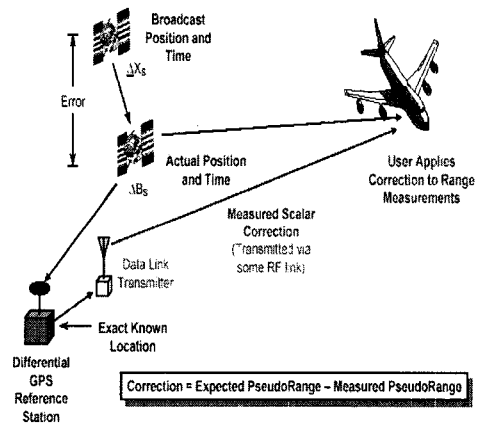 Broadcast
Position and
Time
ΔXs
Error
Actual Position
and Time
ΔBs
User Applies
Correction to Range
Measurements
Measured Scalar
Correction
(Transmitted via
some RF link)
Data Link
Transmitter
Exact Known
Location
Differential
GPS
Reference
Station
Correction = Expected PseudoRange – Measured PseudoRange